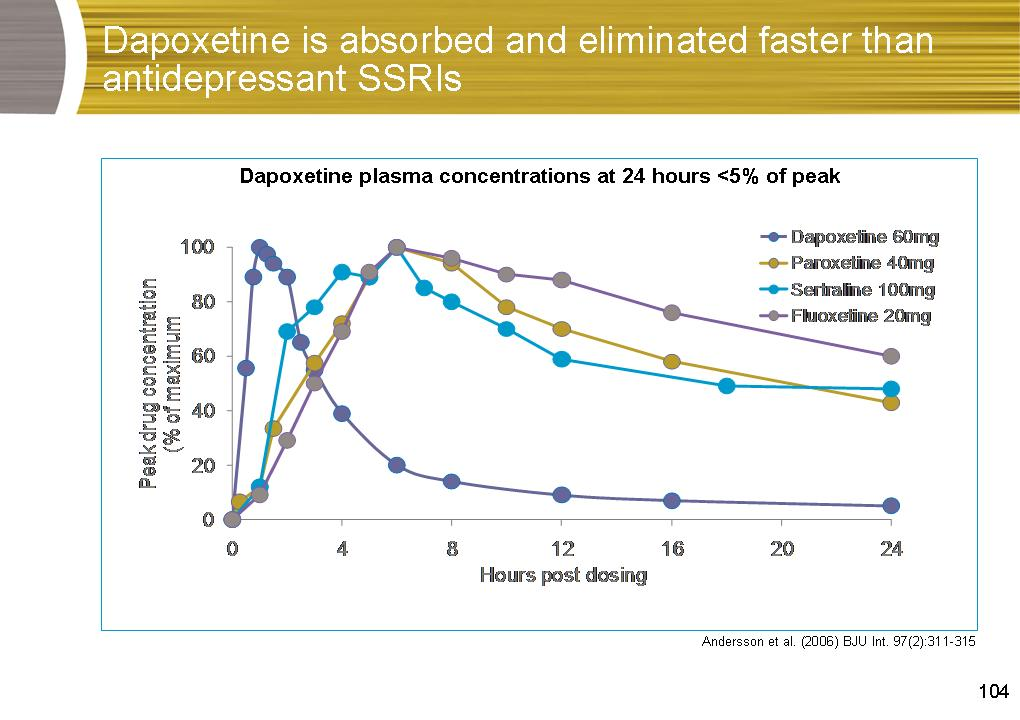 Dapoxetine is absorbed and eliminated faster than
antidepressant SSRIs
Dapoxetine plasma concentrations at 24 hours <5% of peak
Dapoxetine 60mg
Paroxetine 40mg
Sertraline 100mg
Fluoxetine 20mg
Peak drug concentration
(% of maximum
100
80
60
40
20
0
0 4 8 12 16 20 24
Hours post dosing
Andersson et al. (2006) BJU Int. 97(2):311-315
104